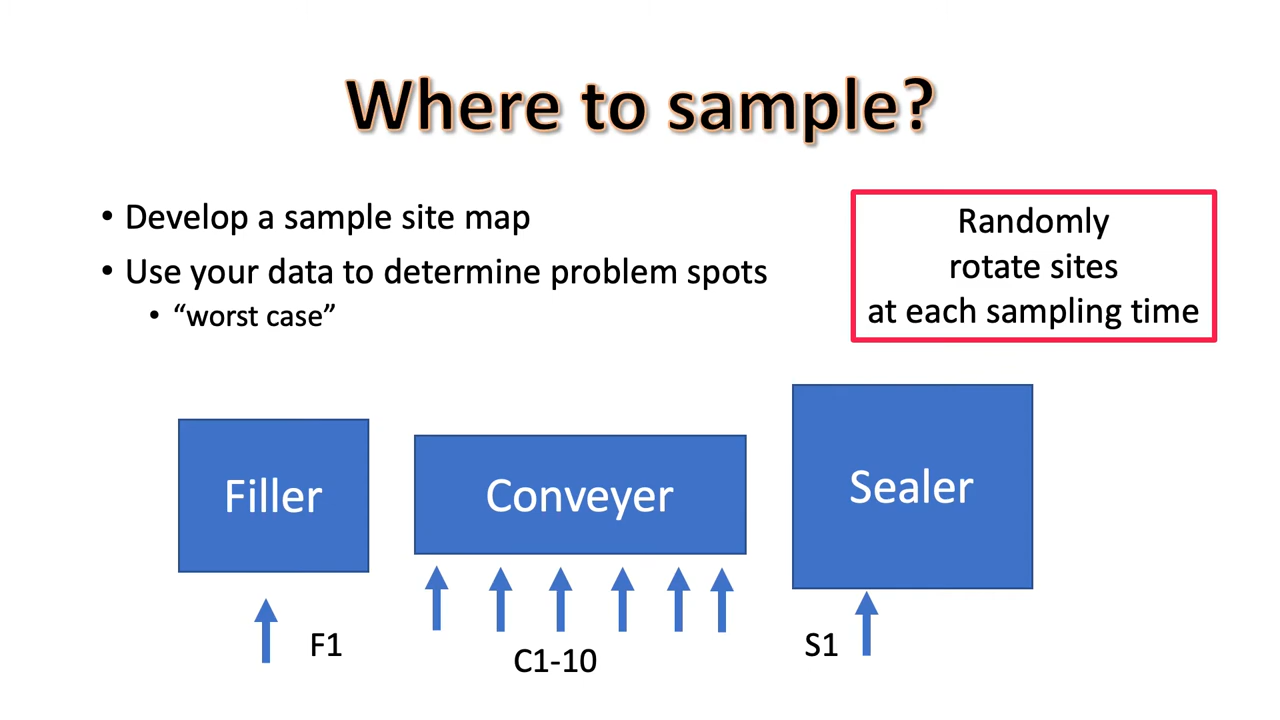 Where to sample?
• Develop a sample site map
• Use your data to determine problem spots
• “worst case”
Randomly
rotate sites
at each sampling time
Filler
Conveyer
Sealer
F1
C1-10
S1